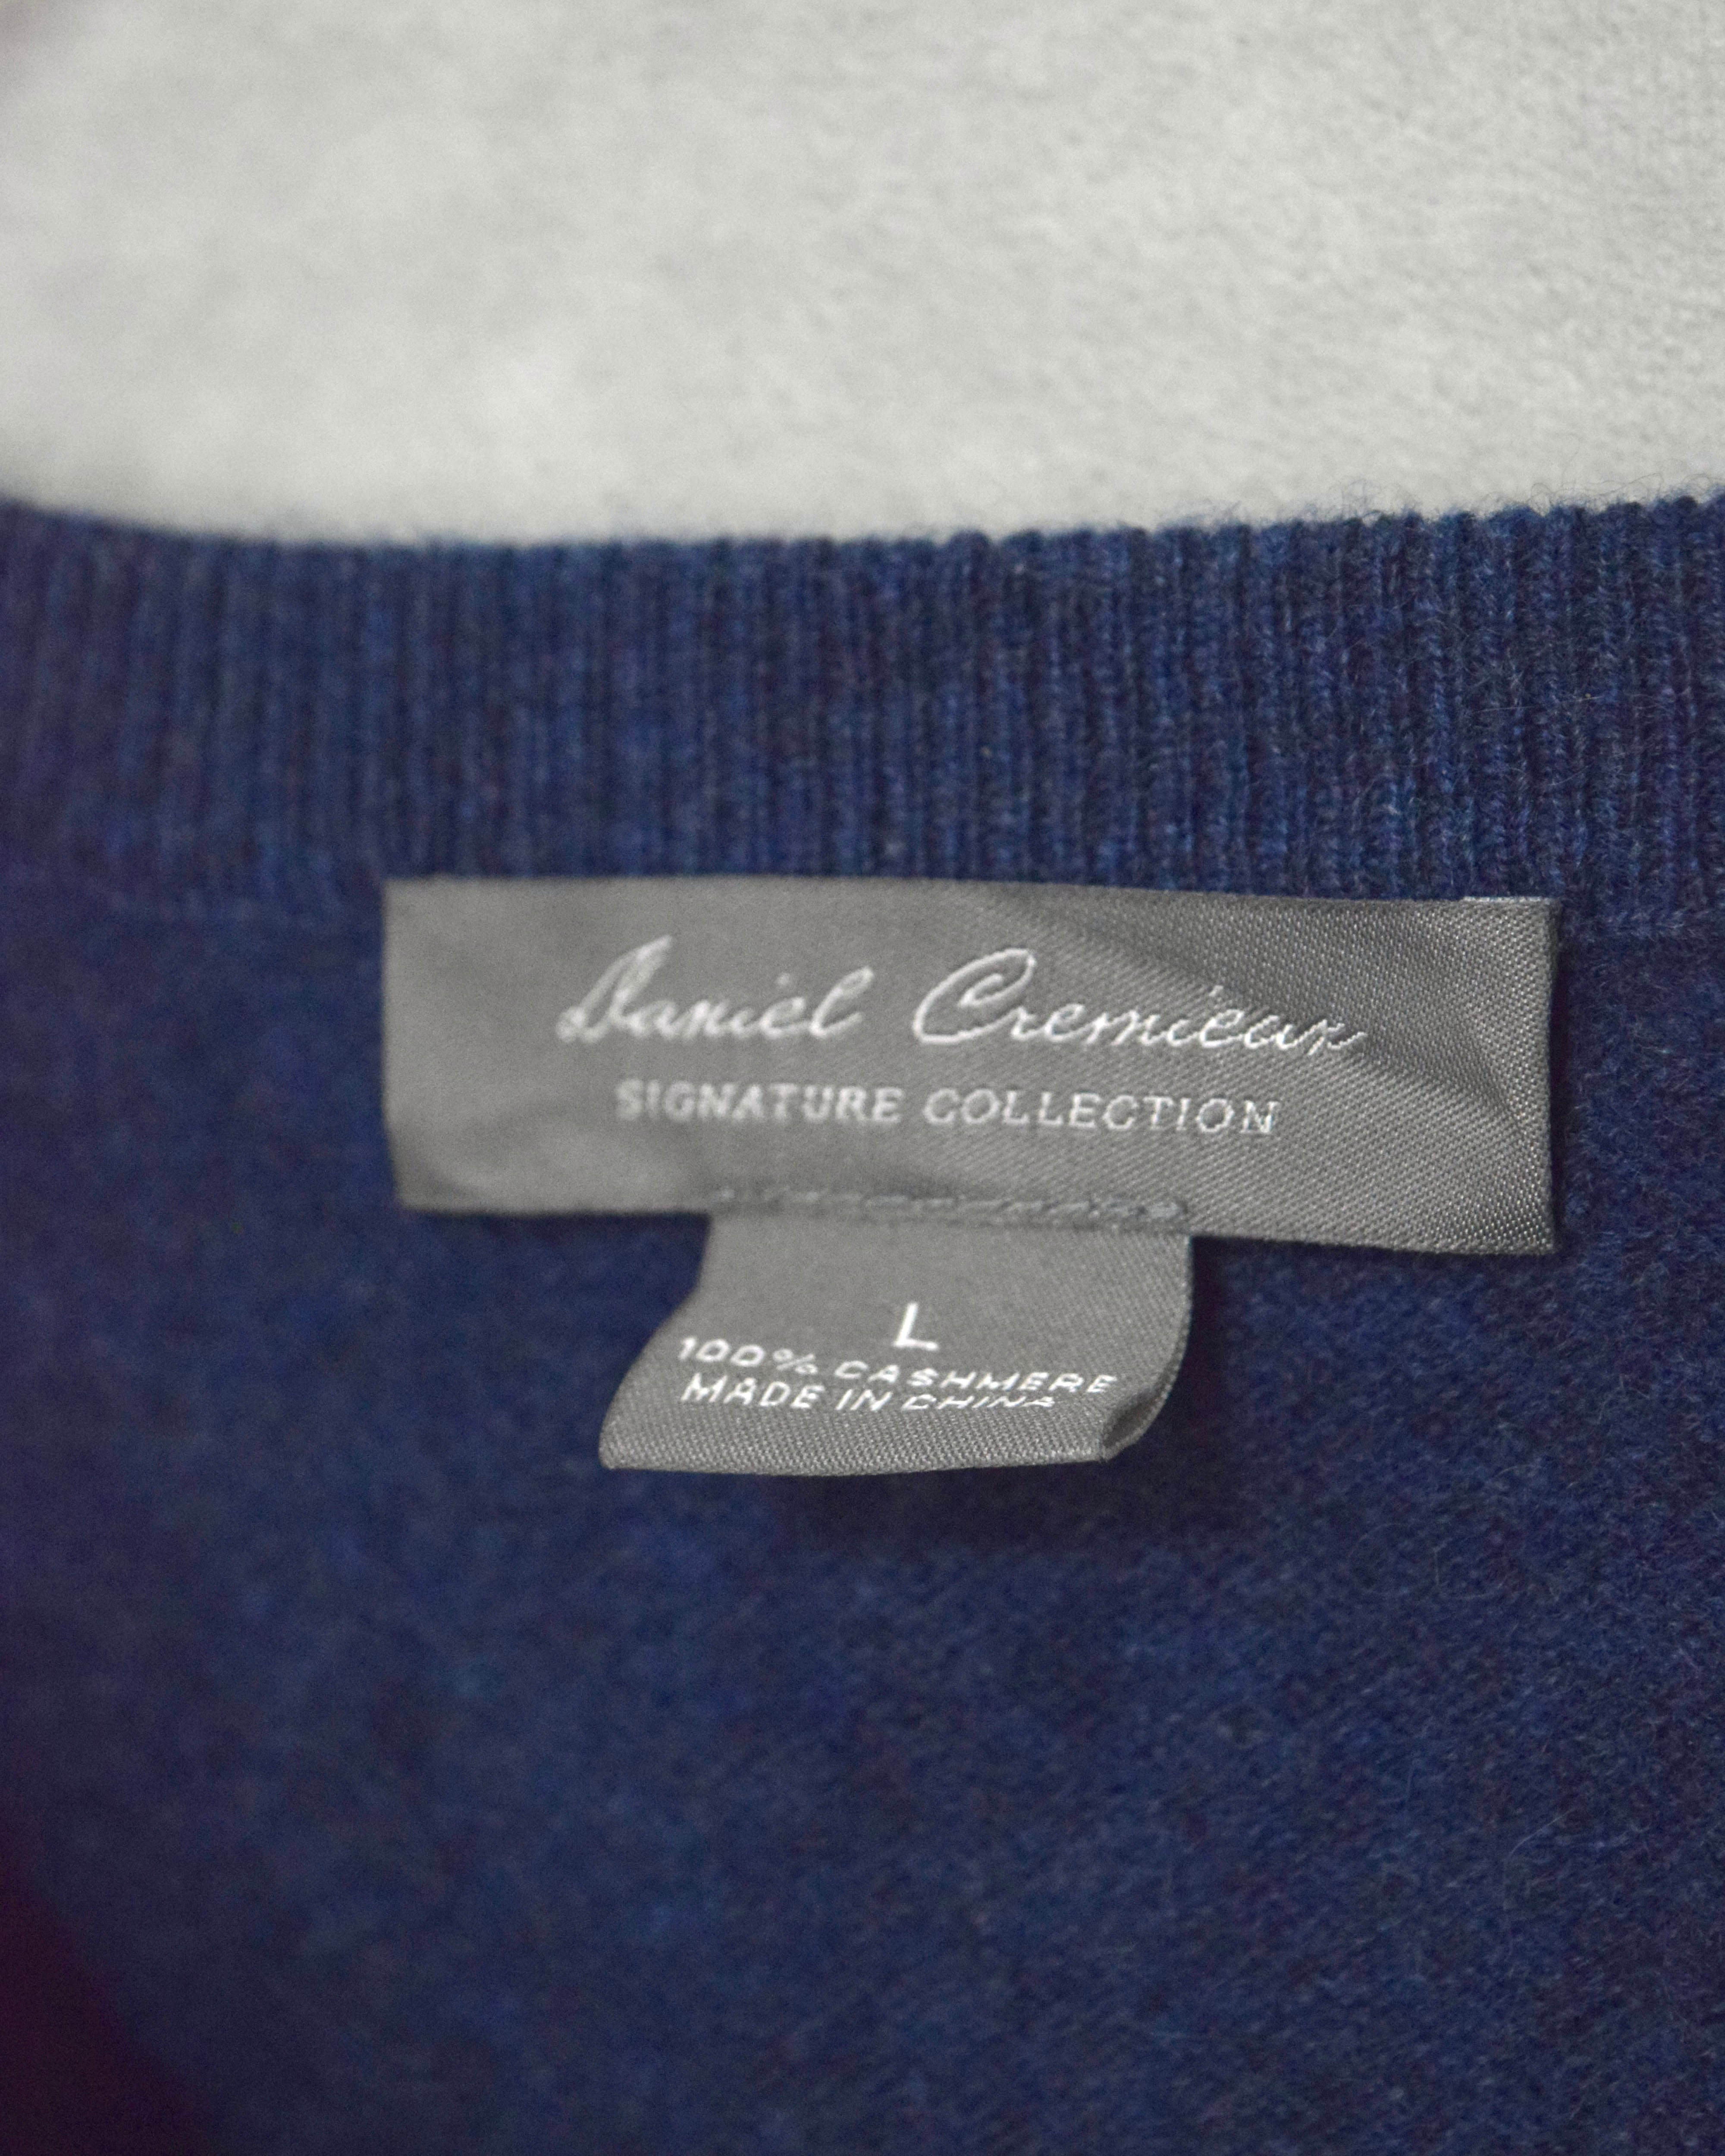 Daniel Cremieux
SIGNATURE COLLECTION
L
100% CASHMERE
MADE IN CHINA